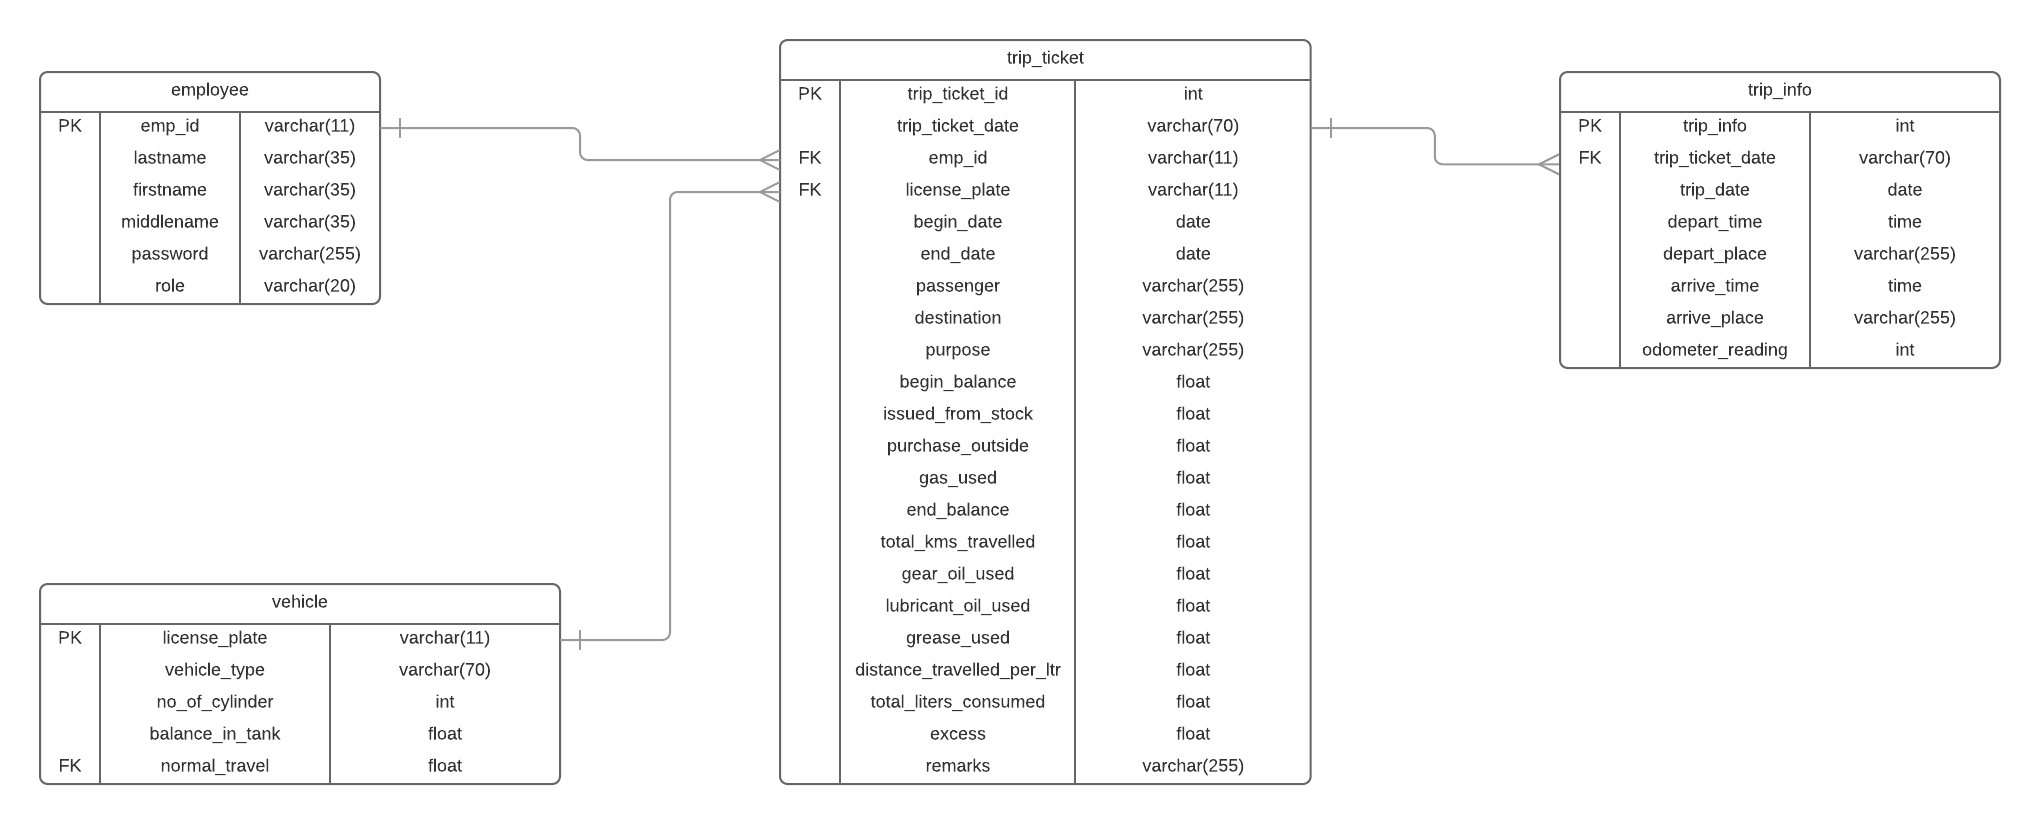 employee
PK emp_id varchar(11)
lastname varchar(35)
firstname varchar(35)
middlename varchar(35)
password varchar(255)
role varchar(20)
vehicle
PK license_plate varchar(11)
vehicle_type varchar(70)
no_of_cylinder int
balance_in_tank float
FK normal_travel float
trip_ticket
PK trip_ticket_id int
trip_ticket_date varchar(70)
FK emp_id varchar(11)
FK license_plate varchar(11)
begin_date date
end_date date
passenger varchar(255)
destination varchar(255)
purpose varchar(255)
begin_balance float
issued_from_stock float
purchase_outside float
gas_used float
end_balance float
total_kms_travelled float
gear_oil_used float
lubricant_oil_used float
grease_used float
distance_travelled_per_ltr float
total_liters_consumed float
excess float
remarks varchar(255)
trip_info
PK trip_info int
FK trip_ticket_date varchar(70)
trip_date date
depart_time time
depart_place varchar(255)
arrive_time time
arrive_place varchar(255)
odometer_reading int